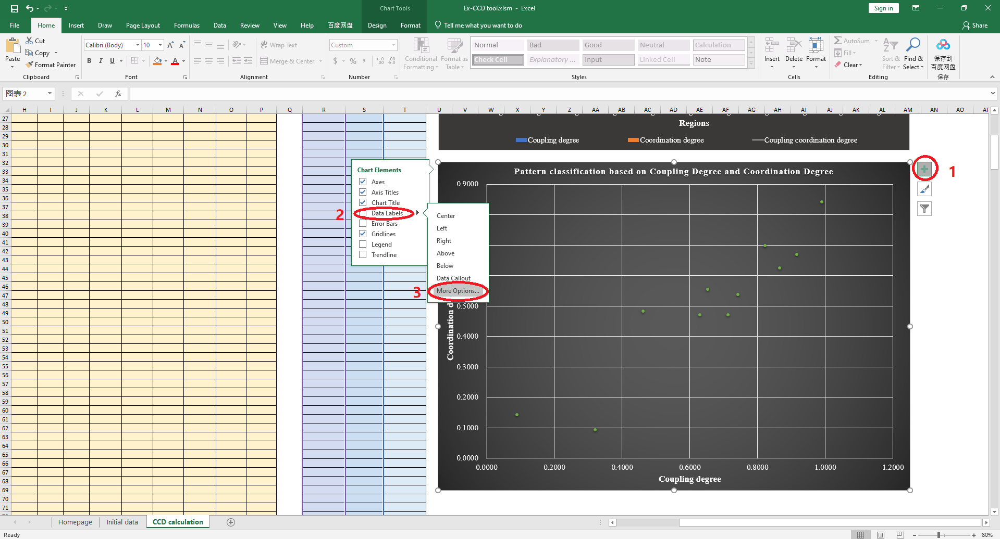 Chart Tools
Ex-CCD tool.xlsm - Excel
Sign in
File Home Insert Draw Page Layout Formulas Data Review View Help 百度网盘 Design Format Tell me what you want to do Share
Paste
Cut
Copy
Format Painter
Clipboard
Calibri (Body) 10
B I U
Font
Wrap Text
Merge & Center
Alignment
Custom
$ %
Number
Conditional Formatting
Format as Table
Normal Bad Good Neutral Calculation
Check Cell Explanatory ... Input Linked Cell Note
Styles
Insert Delete Format
Cells
AutoSum
Fill
Clear
Sort & Filter
Find & Select
Editing
保存到
百度网盘
保存
图表 2
fx
H I J K L M N O P Q R S T U V W X Y Z AA AB AC AD AE AF AG AH AI AJ AK AL AM AN AO
27
28
29
30
31
32
33
34
35
36
37
38
39
40
41
42
43
44
45
46
47
48
49
50
51
52
53
54
55
56
57
58
59
60
61
62
63
64
65
66
67
68
69
70
71
Regions
Coupling degree Coordination degree Coupling coordination degree
Chart Elements
Axes
Axis Titles
Chart Title
Data Labels
Error Bars
Gridlines
Legend
Trendline
Center
Left
Right
Above
Below
Data Callout
More Options...
1
2
3
Pattern classification based on Coupling Degree and Coordination Degree
0.9000
0.5000
0.4000
0.3000
0.2000
0.1000
0.0000
Coordination d
0.0000 0.2000 0.4000 0.6000 0.8000 1.0000 1.2000
Coupling degree
Homepage Initial data CCD calculation
Ready
80%